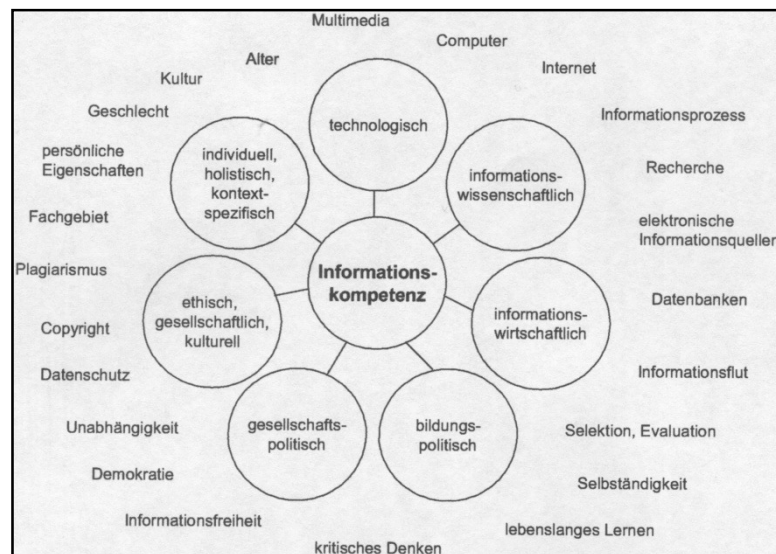 Multimedia
Computer
Alter
Internet
Kultur
Geschlecht
technologisch
Informationsprozess
persönliche
Eigenschaften
individuell,
holistisch,
kontext-
spezifisch
informations-
wissenschaftlich
Recherche
Fachgebiet
elektronische
Informationsqueller
Plagiarismus
Informations-
kompetenz
ethisch,
gesellschaftlich,
kulturell
informations-
wirtschaftlich
Datenbanken
Copyright
Datenschutz
Informationsflut
Unabhängigkeit
gesellschafts-
politisch
bildungs-
politisch
Selektion, Evaluation
Demokratie
Selbständigkeit
Informationsfreiheit
lebenslanges Lernen
kritisches Denken